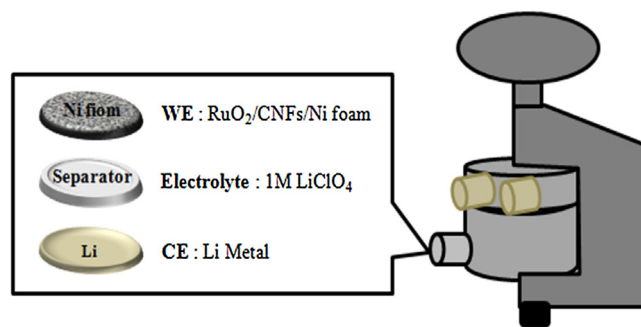 Ni fiom WE : RuO₂/CNFs/Ni foam
Separator Electrolyte : 1M LiClO₄
Li CE : Li Metal